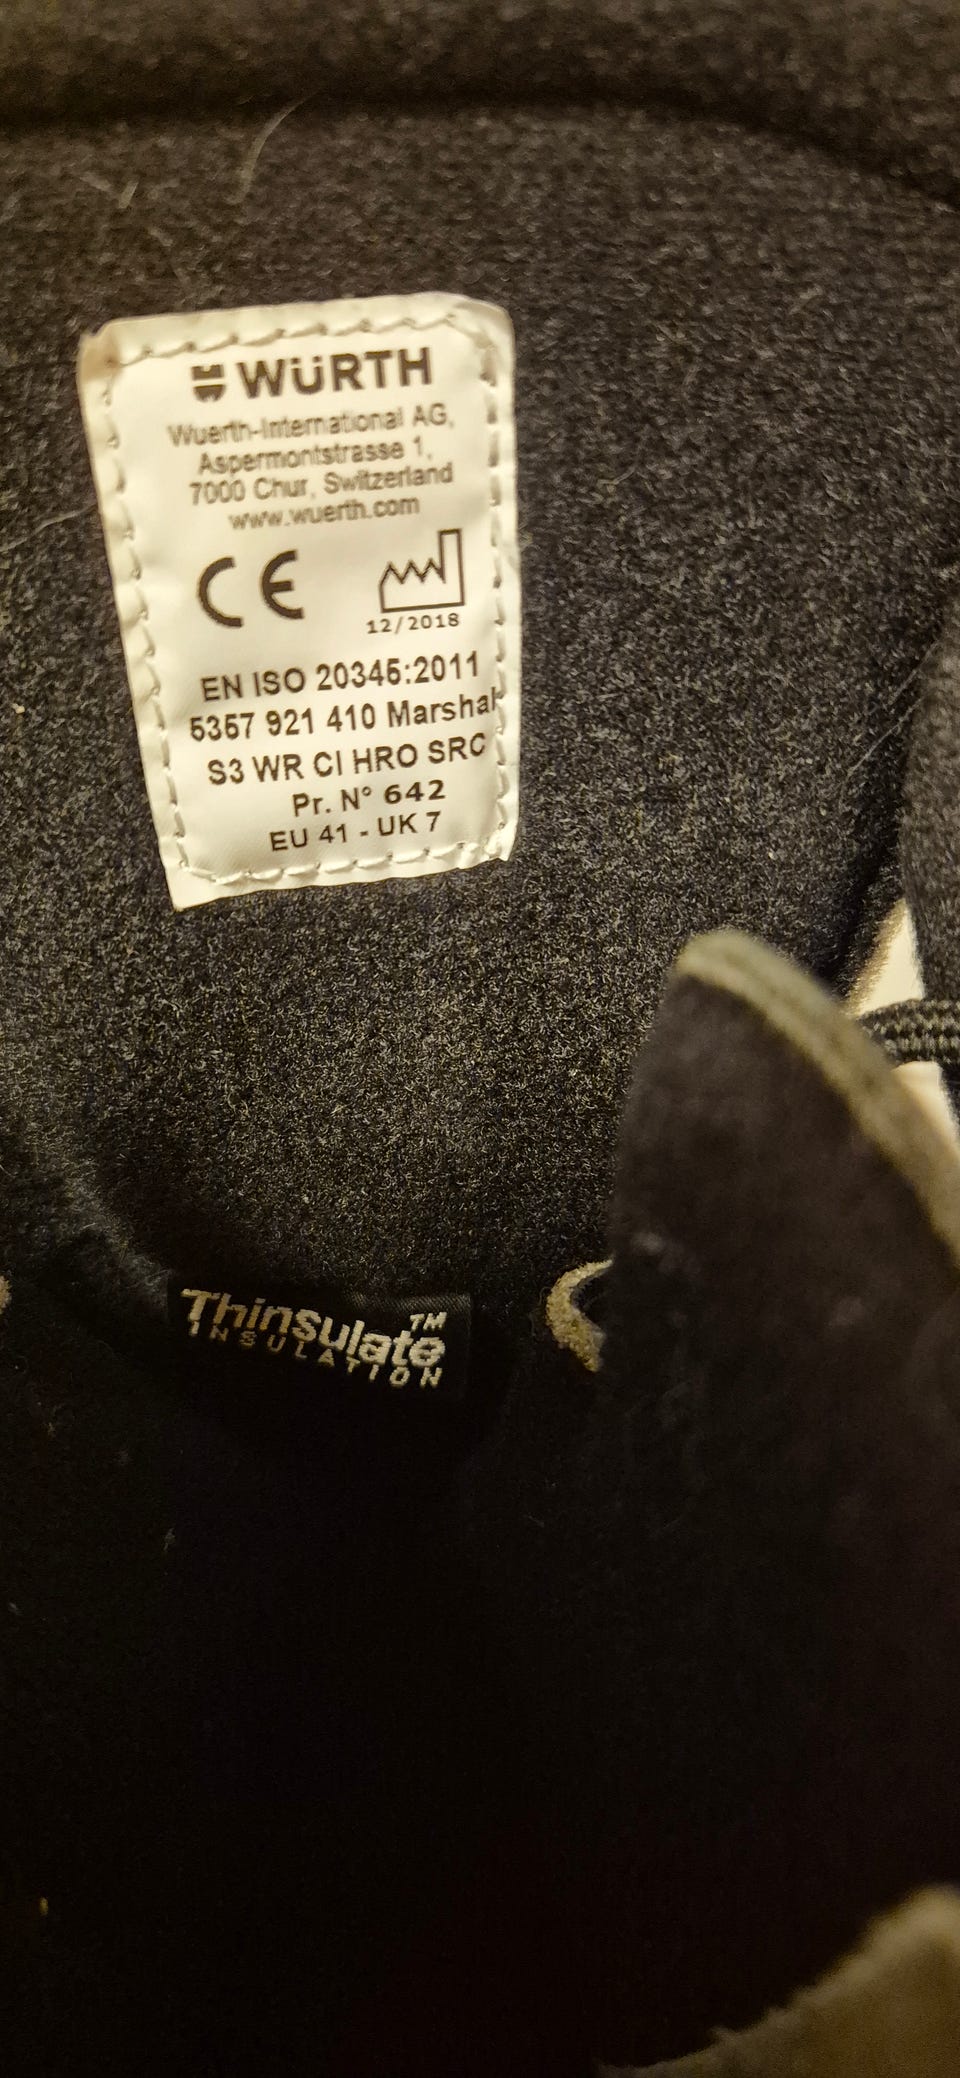 WÜRTH
Wuerth-International AG,
Aspermontstrasse 1,
7000 Chur, Switzerland
www.wuerth.com
CE
12/2018
EN ISO 20345:2011
5357 921 410 Marshal
S3 WR CI HRO SRC
Pr. N° 642
EU 41 - UK 7
Thinsulate™
INSULATION